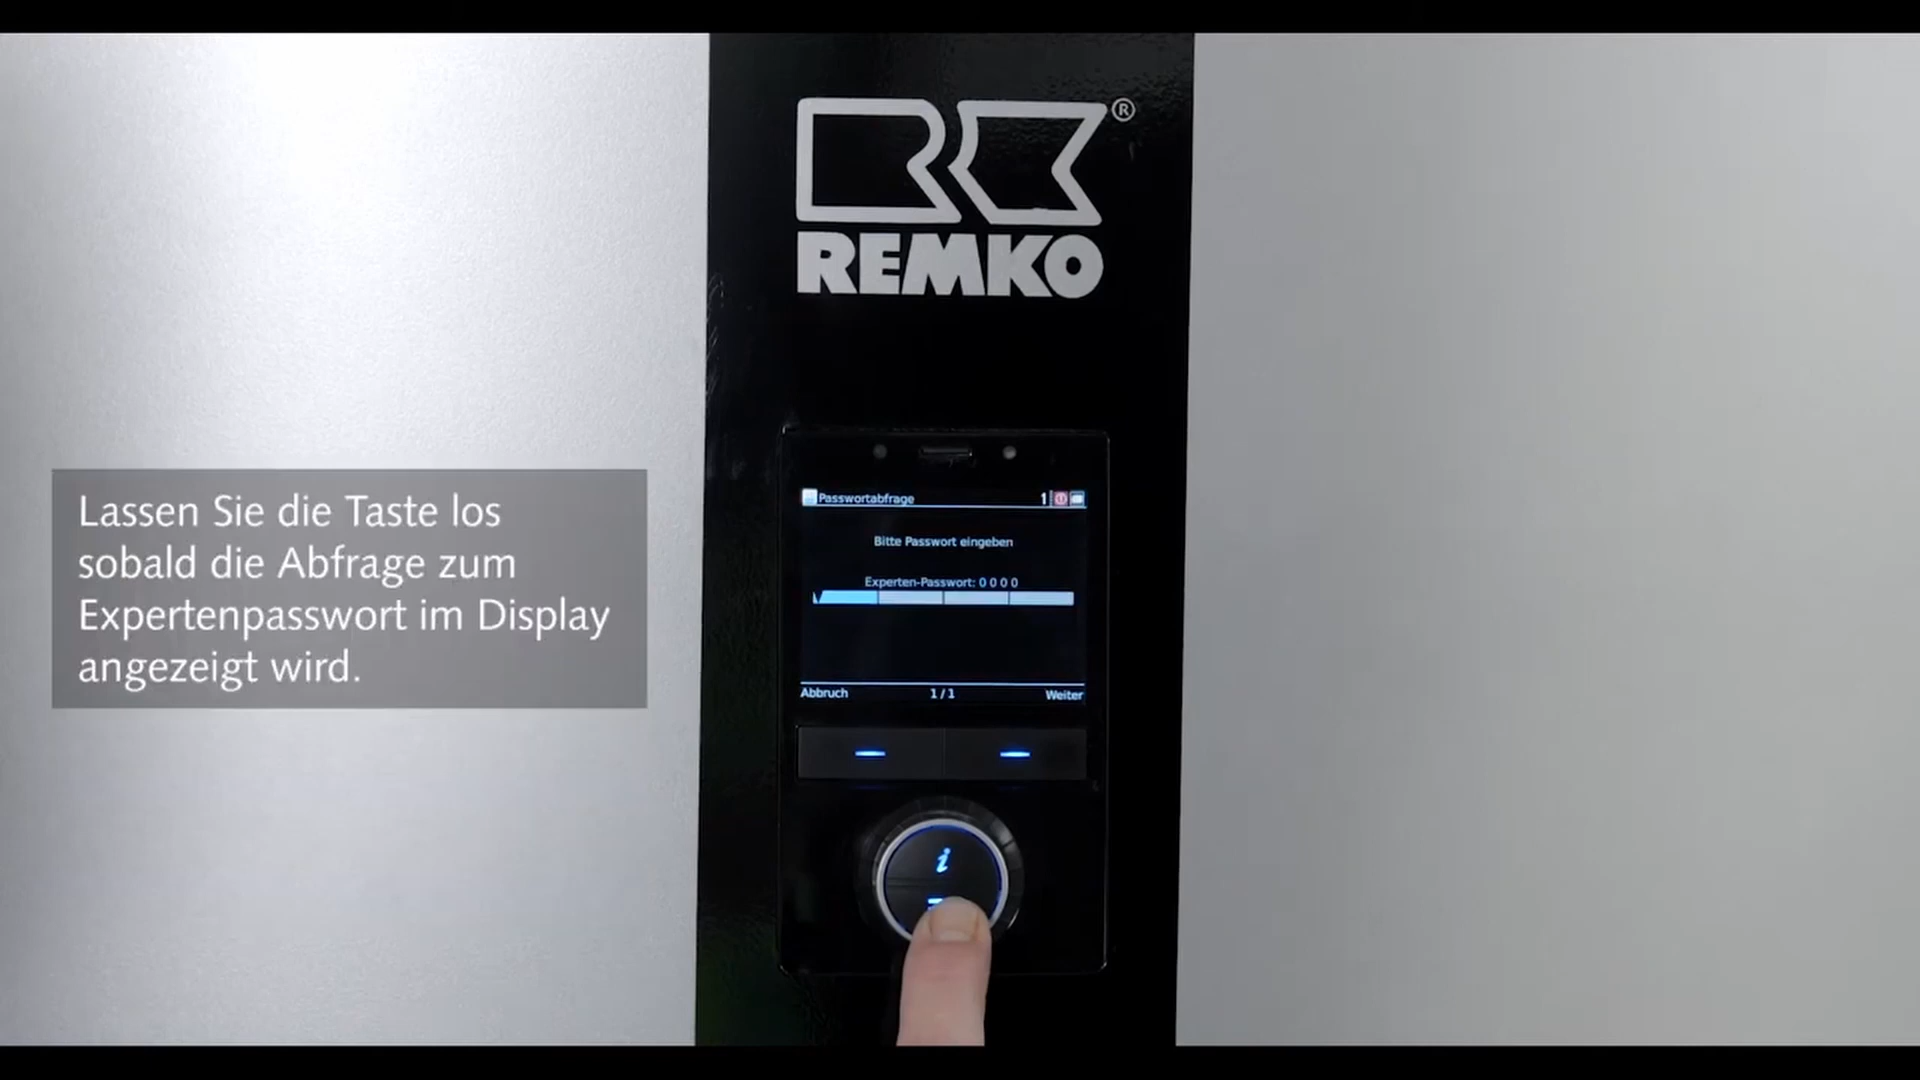 ®
REMKO
Lassen Sie die Taste los
sobald die Abfrage zum
Expertenpasswort im Display
angezeigt wird.
Passwortabfrage 1
Bitte Passwort eingeben
Experten-Passwort: 0 0 0 0
Abbruch 1/1 Weiter
i